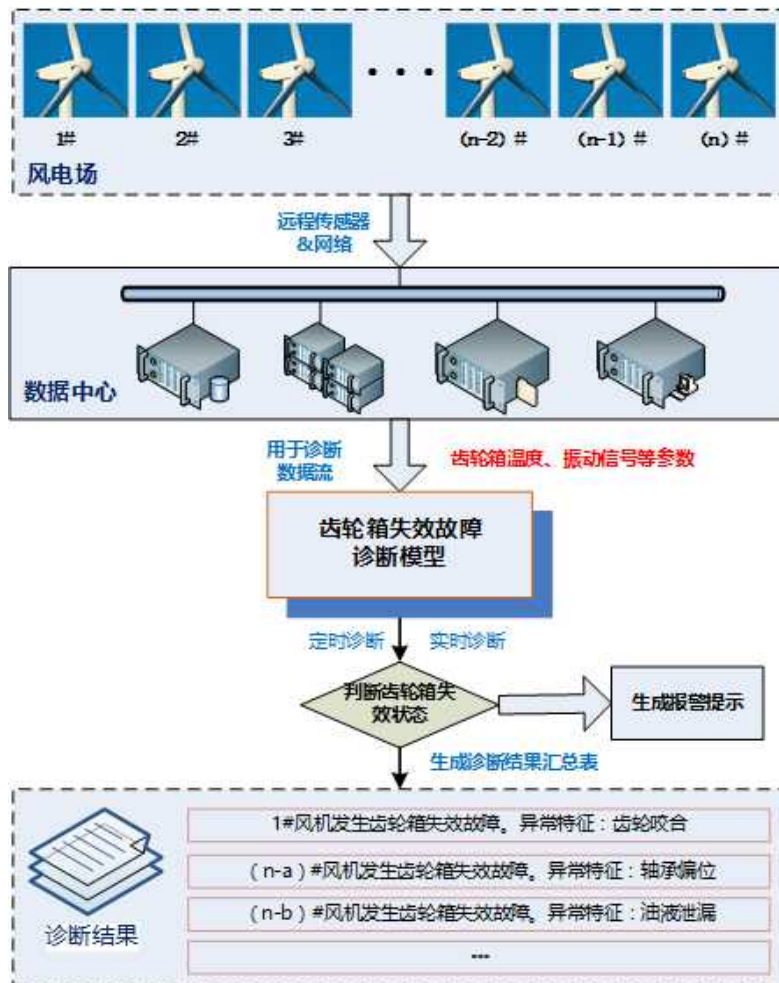 1#
2#
3#
(n-2) #
(n-1) #
(n) #
风电场
远程传感器
&网络
数据中心
用于诊断
数据流
齿轮箱温度、振动信号等参数
齿轮箱失效故障
诊断模型
定时诊断
实时诊断
判断齿轮箱失
效状态
生成报警提示
生成诊断结果汇总表
1#风机发生齿轮箱失效故障。异常特征：齿轮咬合
（n-a）#风机发生齿轮箱失效故障。异常特征：轴承偏位
（n-b）#风机发生齿轮箱失效故障。异常特征：油液泄漏
...
诊断结果